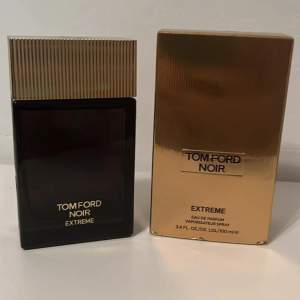 TOM FORD
NOIR
EXTREME
TOM FORD
NOIR
EXTREME
EAU DE PARFUM
VAPORISATEUR SPRAY